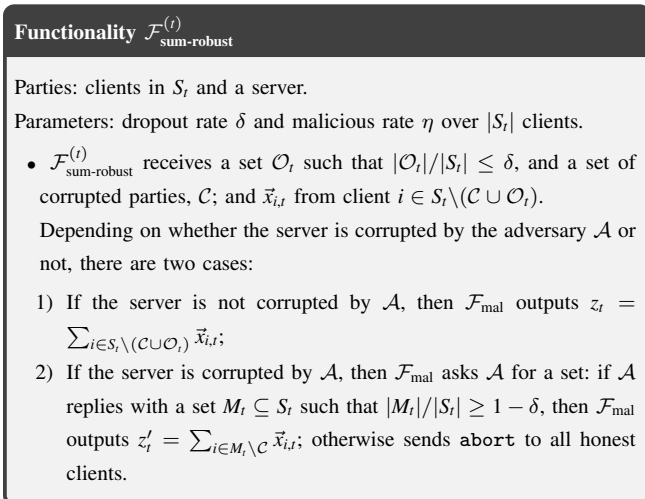 Functionality $\mathcal{F}^{(t)}_{\text{sum-robust}}$
Parties: clients in $S_t$ and a server.
Parameters: dropout rate $\delta$ and malicious rate $\eta$ over $|S_t|$ clients.
• $\mathcal{F}^{(t)}_{\text{sum-robust}}$ receives a set $\mathcal{O}_t$ such that $|\mathcal{O}_t|/|S_t| \leq \delta$, and a set of
corrupted parties, $\mathcal{C}$; and $\vec{x}_{i,t}$ from client $i \in S_t \backslash (\mathcal{C} \cup \mathcal{O}_t)$.
Depending on whether the server is corrupted by the adversary $\mathcal{A}$ or
not, there are two cases:
1) If the server is not corrupted by $\mathcal{A}$, then $\mathcal{F}_{\text{mal}}$ outputs $z_t =$
$\sum_{i \in S_t \backslash (\mathcal{C} \cup \mathcal{O}_t)} \vec{x}_{i,t}$;
2) If the server is corrupted by $\mathcal{A}$, then $\mathcal{F}_{\text{mal}}$ asks $\mathcal{A}$ for a set: if $\mathcal{A}$
replies with a set $M_t \subseteq S_t$ such that $|M_t|/|S_t| \geq 1 - \delta$, then $\mathcal{F}_{\text{mal}}$
outputs $z'_t = \sum_{i \in M_t \backslash \mathcal{C}} \vec{x}_{i,t}$; otherwise sends abort to all honest
clients.